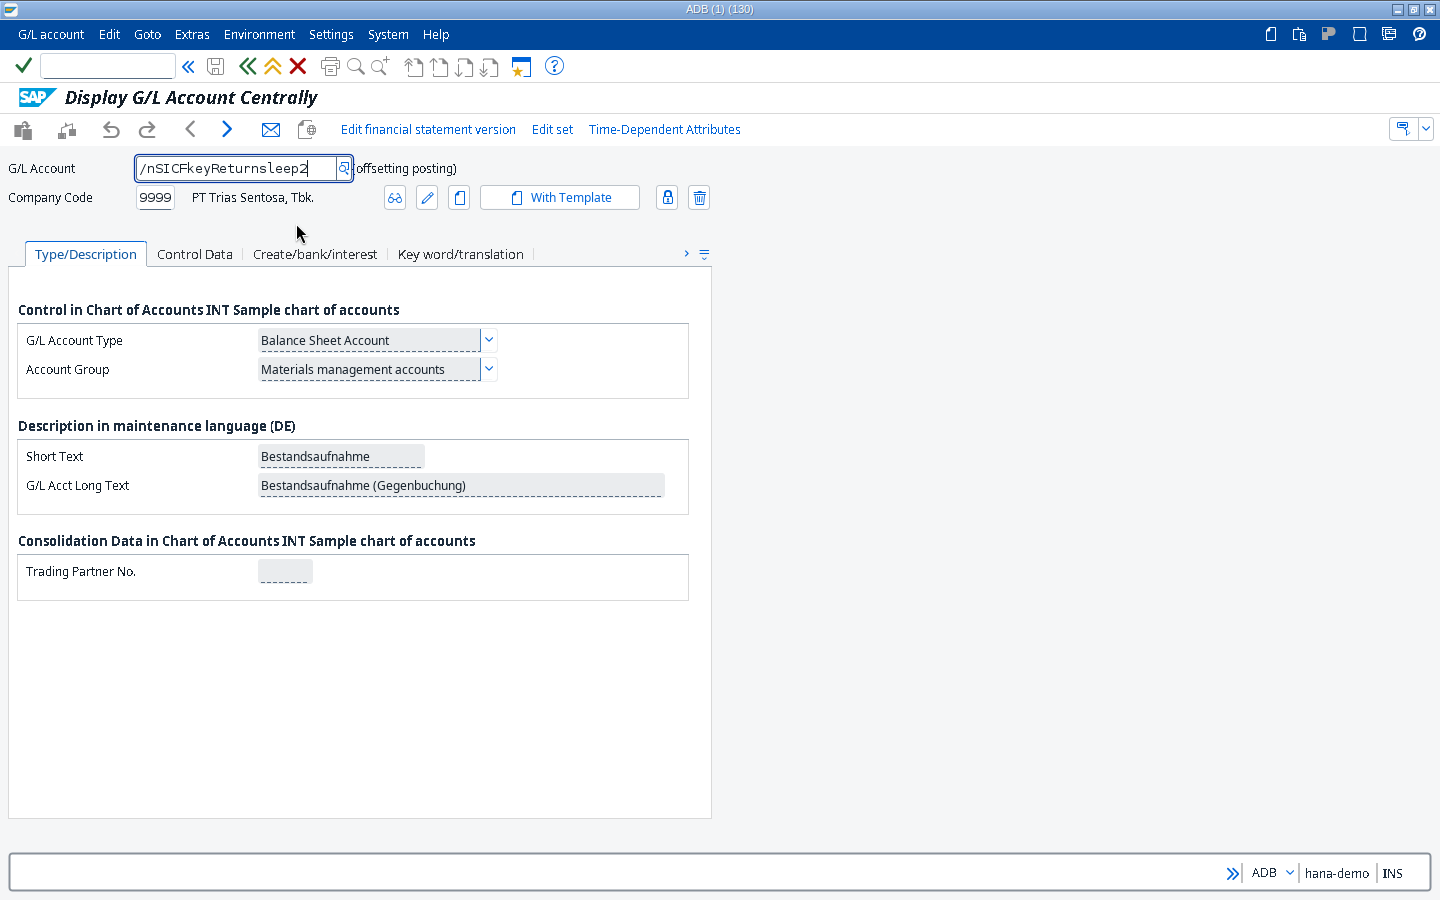 ADB (1) (130)
G/L account Edit Goto Extras Environment Settings System Help
SAP Display G/L Account Centrally
Edit financial statement version Edit set Time-Dependent Attributes
G/L Account /nSICFkeyReturnsleep2 (offsetting posting)
Company Code 9999 PT Trias Sentosa, Tbk. With Template
Type/Description Control Data Create/bank/interest Key word/translation
Control in Chart of Accounts INT Sample chart of accounts
G/L Account Type Balance Sheet Account
Account Group Materials management accounts
Description in maintenance language (DE)
Short Text Bestandsaufnahme
G/L Acct Long Text Bestandsaufnahme (Gegenbuchung)
Consolidation Data in Chart of Accounts INT Sample chart of accounts
Trading Partner No.
ADB hana-demo INS